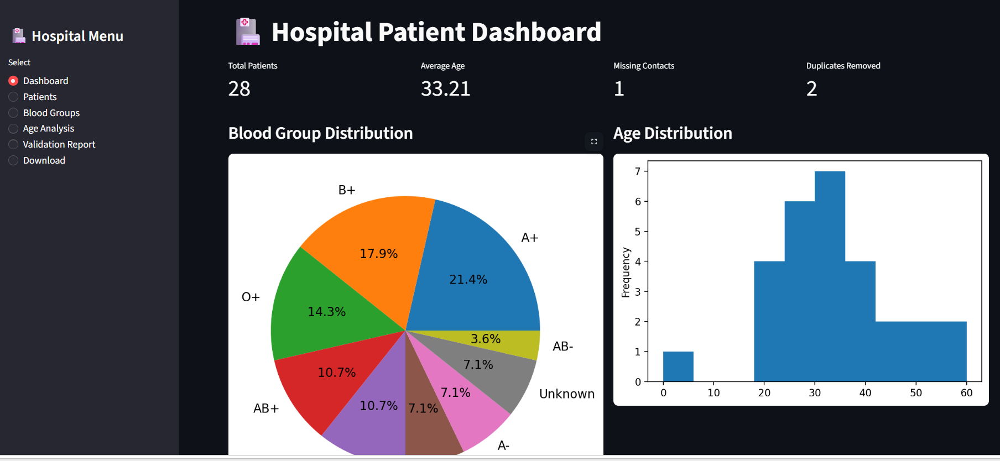 Hospital Menu
Select
Dashboard
Patients
Blood Groups
Age Analysis
Validation Report
Download
Hospital Patient Dashboard
Total Patients
28
Average Age
33.21
Missing Contacts
1
Duplicates Removed
2
Blood Group Distribution
B+
A+
17.9%
21.4%
O+
14.3%
3.6%
AB-
7.1%
10.7%
7.1%
Unknown
10.7%
7.1%
AB+
A-
Age Distribution
7
6
5
4
3
2
1
0
Frequency
0 10 20 30 40 50 60